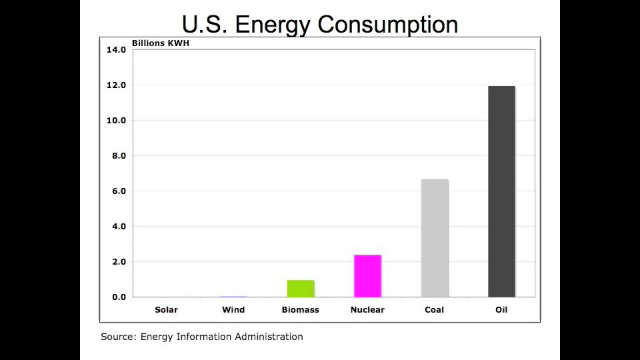 U.S. Energy Consumption
Billions KWH
14.0
12.0
10.0
8.0
6.0
4.0
2.0
0.0
Solar Wind Biomass Nuclear Coal Oil
Source: Energy Information Administration